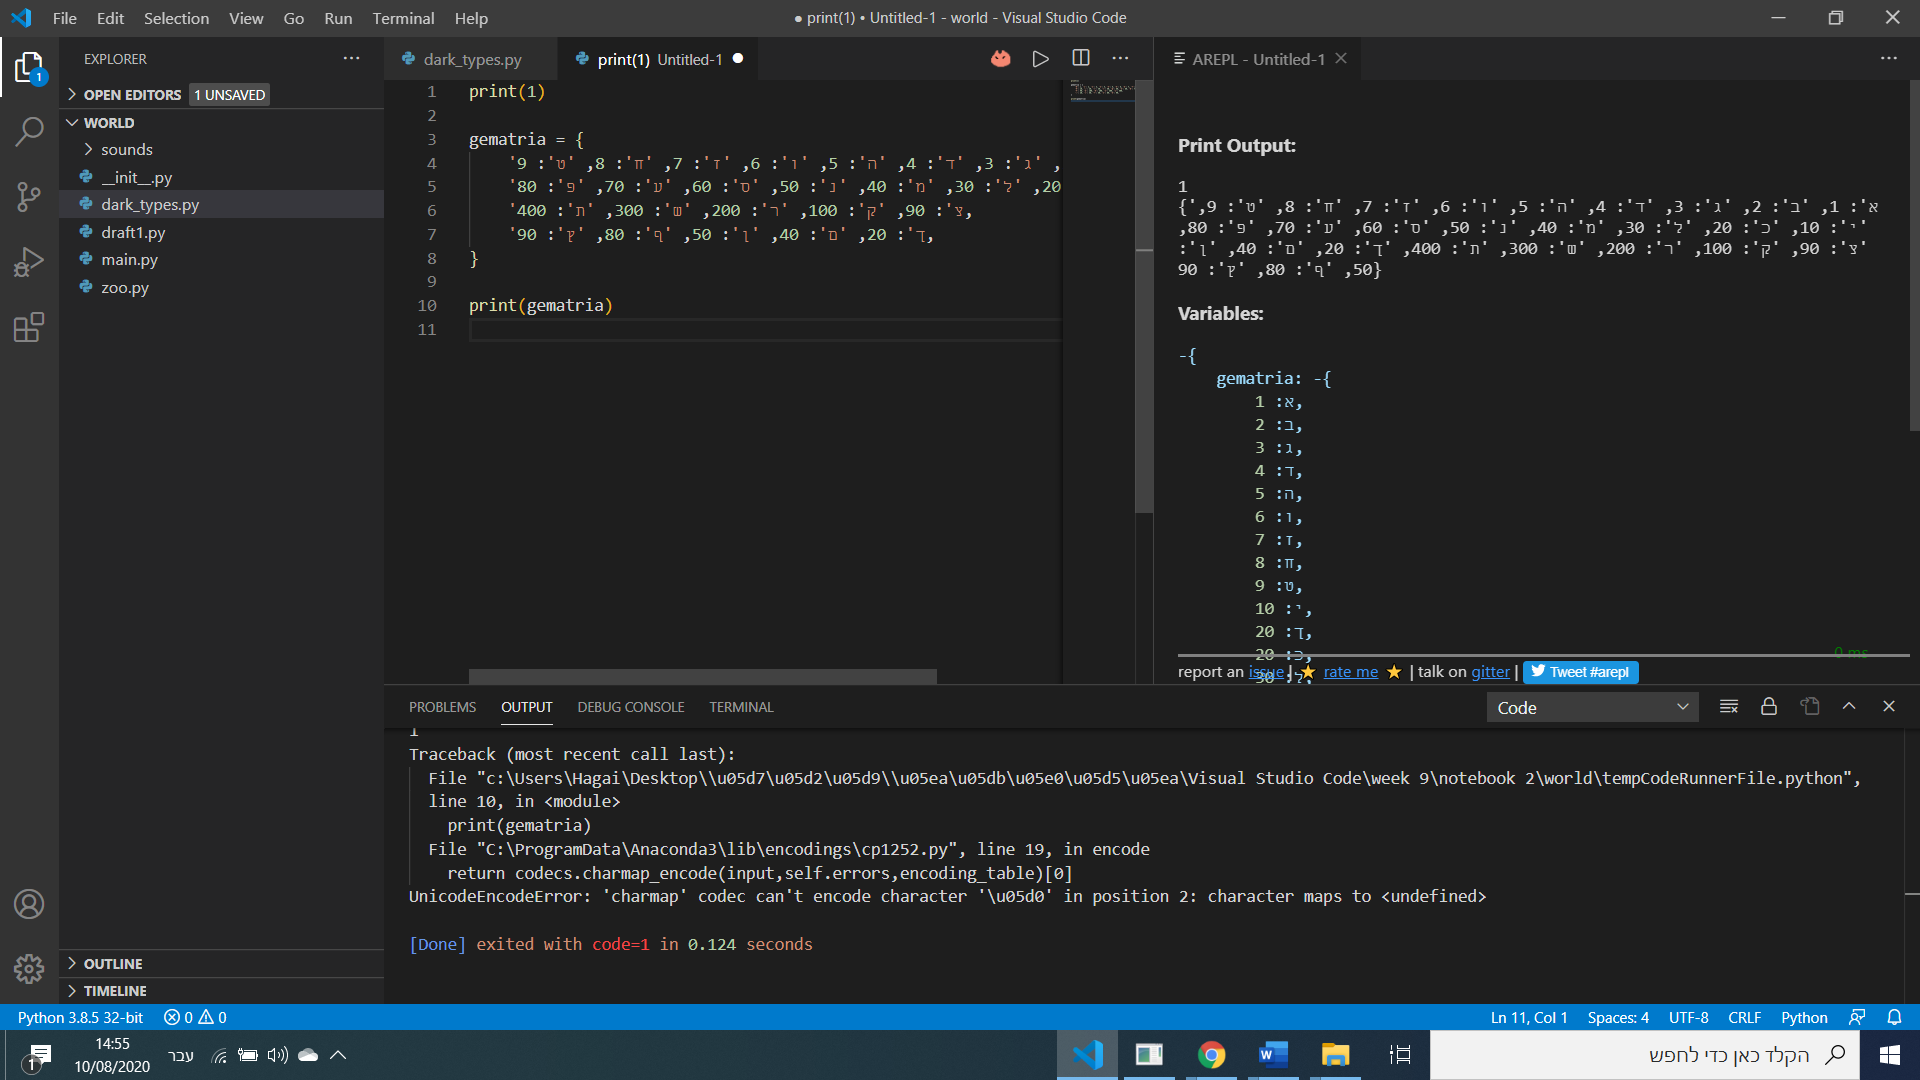 File Edit Selection View Go Run Terminal Help
● print(1) • Untitled-1 - world - Visual Studio Code
EXPLORER
OPEN EDITORS 1 UNSAVED
WORLD
sounds
__init__.py
dark_types.py
draft1.py
main.py
zoo.py
OUTLINE
TIMELINE
dark_types.py
print(1) Untitled-1
1 print(1)
2
3 gematria = {
4 , 'ג': 3, 'ד': 4, 'ה': 5, 'ו': 6, 'ז': 7, 'ח': 8, 'ט': 9
5 20, 'ל': 30, 'מ': 40, 'נ': 50, 'ס': 60, 'ע': 70, 'פ': 80
6 'צ': 90, 'ק': 100, 'ר': 200, 'ש': 300, 'ת': 400,
7 'ך': 20, 'ם': 40, 'ן': 50, 'ף': 80, 'ץ': 90,
8 }
9
10 print(gematria)
11
AREPL - Untitled-1
Print Output:
1
{'א': 1, 'ב': 2, 'ג': 3, 'ד': 4, 'ה': 5, 'ו': 6, 'ז': 7, 'ח': 8, 'ט': 9,
'י': 10, 'כ': 20, 'ל': 30, 'מ': 40, 'נ': 50, 'ס': 60, 'ע': 70, 'פ': 80,
'צ': 90, 'ק': 100, 'ר': 200, 'ש': 300, 'ת': 400, 'ך': 20, 'ם': 40, 'ן':
50, 'ף': 80, 'ץ': 90}
Variables:
-{
gematria: -{
א: 1,
ב: 2,
ג: 3,
ד: 4,
ה: 5,
ו: 6,
ז: 7,
ח: 8,
ט: 9,
י: 10,
ך: 20,
כ: 20,
ל: 30,
0 ms
report an issue | ⭐ rate me ⭐ | talk on gitter | Tweet #arepl
PROBLEMS OUTPUT DEBUG CONSOLE TERMINAL
Code
1
Traceback (most recent call last):
File "c:\Users\Hagai\Desktop\\u05d7\u05d2\u05d9\\u05ea\u05db\u05e0\u05d5\u05ea\Visual Studio Code\week 9\notebook 2\world\tempCodeRunnerFile.python",
line 10, in <module>
print(gematria)
File "C:\ProgramData\Anaconda3\lib\encodings\cp1252.py", line 19, in encode
return codecs.charmap_encode(input,self.errors,encoding_table)[0]
UnicodeEncodeError: 'charmap' codec can't encode character '\u05d0' in position 2: character maps to <undefined>
[Done] exited with code=1 in 0.124 seconds
Python 3.8.5 32-bit 0 0
Ln 11, Col 1 Spaces: 4 UTF-8 CRLF Python
1
14:55
10/08/2020
עבר
הקלד כאן כדי לחפש